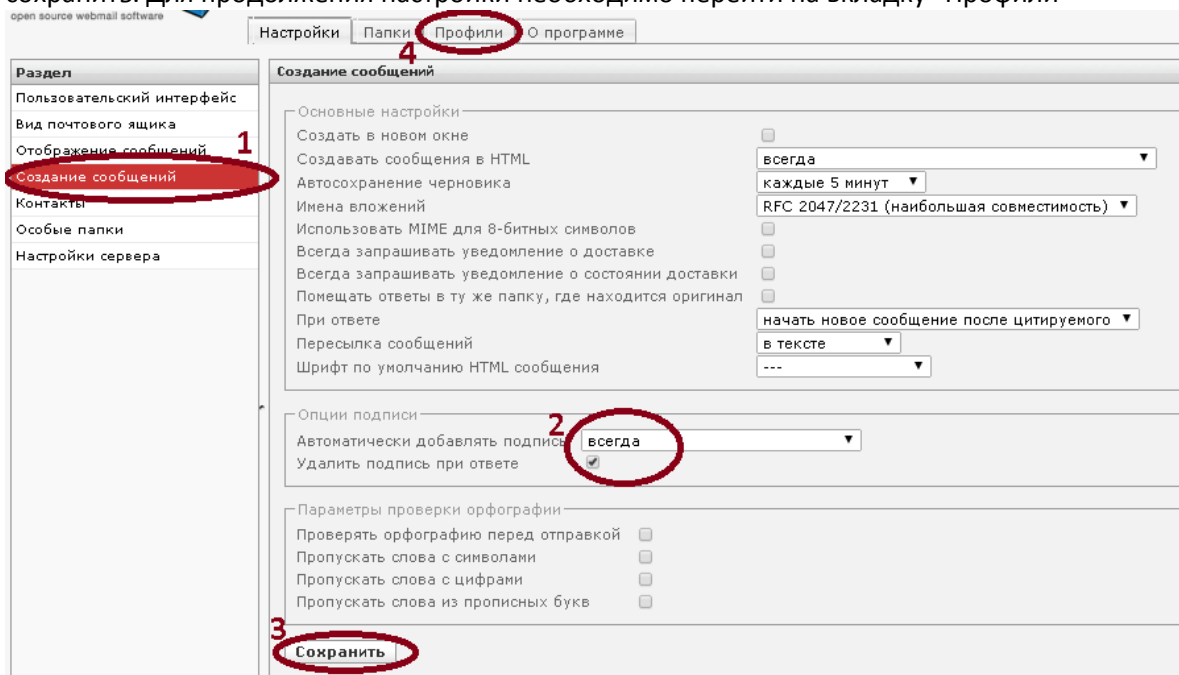 сохранить. Для продолжения настройки необходимо перейти на вкладку "Профили"
open source webmail software
Настройки Папки Профили О программе
4
Раздел
Пользовательский интерфейс
Вид почтового ящика
1
Отображение сообщений
Создание сообщений
Контакты
Особые папки
Настройки сервера
Создание сообщений
Основные настройки
Создать в новом окне
Создавать сообщения в HTML всегда
Автосохранение черновика каждые 5 минут
Имена вложений RFC 2047/2231 (наибольшая совместимость)
Использовать MIME для 8-битных символов
Всегда запрашивать уведомление о доставке
Всегда запрашивать уведомление о состоянии доставки
Помещать ответы в ту же папку, где находится оригинал
При ответе начать новое сообщение после цитируемого
Пересылка сообщений в тексте
Шрифт по умолчанию HTML сообщения ---
Опции подписи
2
Автоматически добавлять подпись всегда
Удалить подпись при ответе
Параметры проверки орфографии
Проверять орфографию перед отправкой
Пропускать слова с символами
Пропускать слова с цифрами
Пропускать слова из прописных букв
3
Сохранить